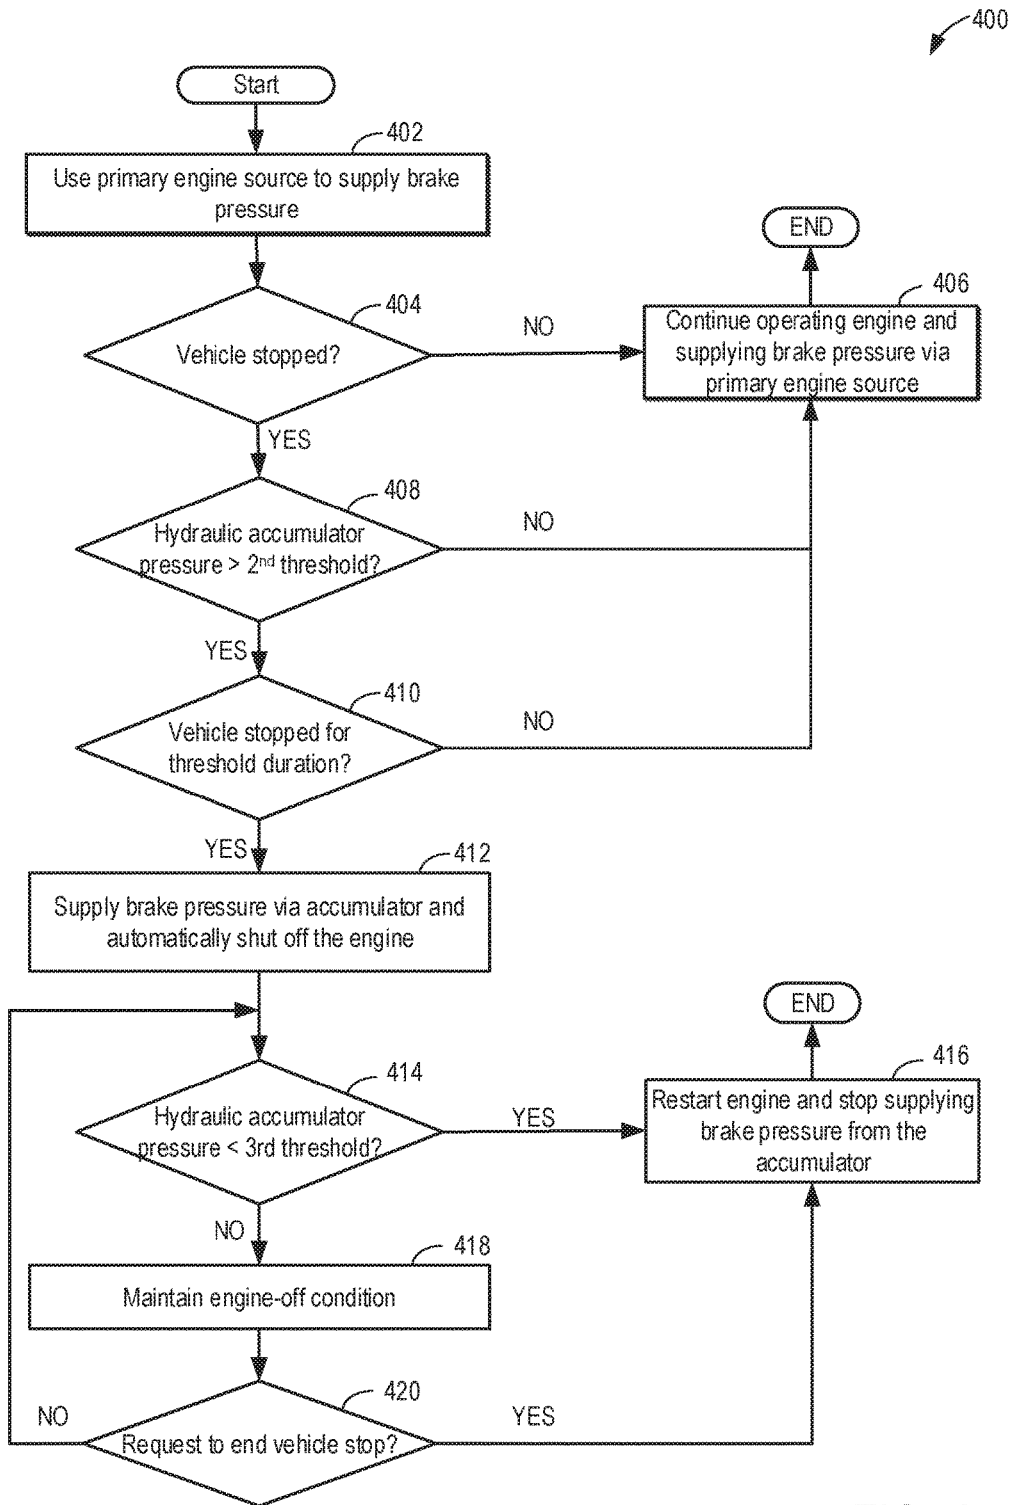 400
Start
402
Use primary engine source to supply brake
pressure
END
404
406
Vehicle stopped?
NO
Continue operating engine and
supplying brake pressure via
primary engine source
YES
408
Hydraulic accumulator
pressure > 2nd threshold?
NO
YES
410
Vehicle stopped for
threshold duration?
NO
YES
412
Supply brake pressure via accumulator and
automatically shut off the engine
END
414
416
Hydraulic accumulator
pressure < 3rd threshold?
YES
Restart engine and stop supplying
brake pressure from the
accumulator
NO
418
Maintain engine-off condition
420
NO
Request to end vehicle stop?
YES